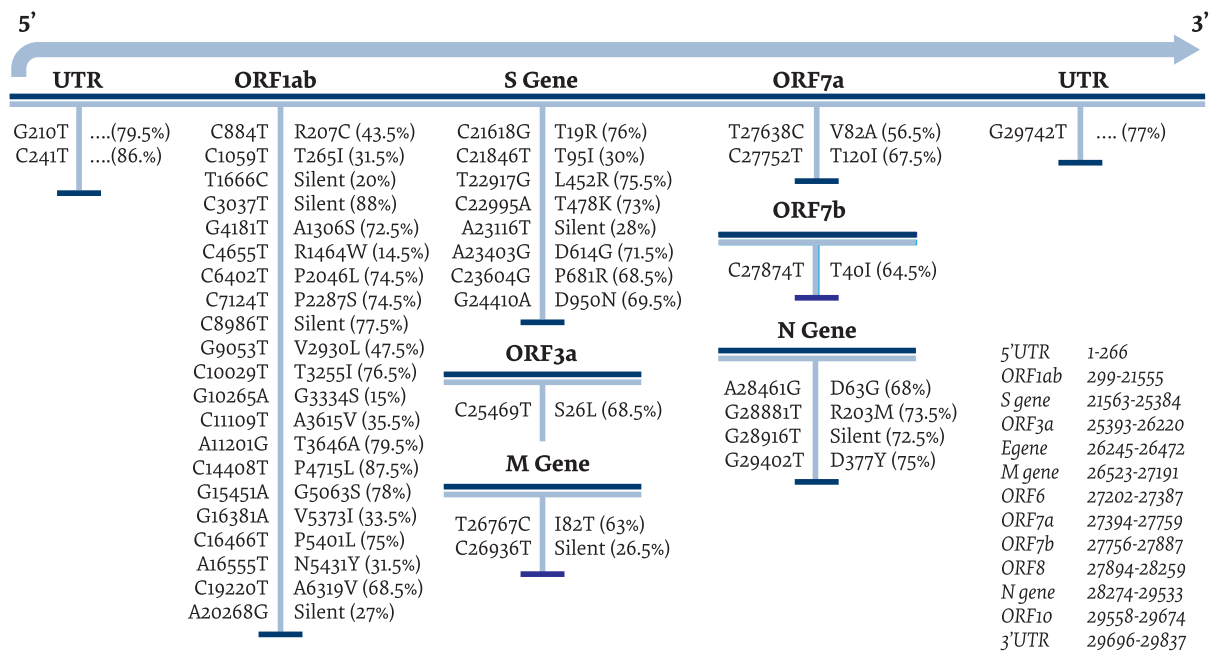 5’ 3’
UTR
G210T ....(79.5%)
C241T ....(86.%)
ORF1ab
C884T R207C (43.5%)
C1059T T265I (31.5%)
T1666C Silent (20%)
C3037T Silent (88%)
G4181T A1306S (72.5%)
C4655T R1464W (14.5%)
C6402T P2046L (74.5%)
C7124T P2287S (74.5%)
C8986T Silent (77.5%)
G9053T V2930L (47.5%)
C10029T T3255I (76.5%)
G10265A G3334S (15%)
C11109T A3615V (35.5%)
A11201G T3646A (79.5%)
C14408T P4715L (87.5%)
G15451A G5063S (78%)
G16381A V5373I (33.5%)
C16466T P5401L (75%)
A16555T N5431Y (31.5%)
C19220T A6319V (68.5%)
A20268G Silent (27%)
S Gene
C21618G T19R (76%)
C21846T T95I (30%)
T22917G L452R (75.5%)
C22995A T478K (73%)
A23116T Silent (28%)
A23403G D614G (71.5%)
C23604G P681R (68.5%)
G24410A D950N (69.5%)
ORF3a
C25469T S26L (68.5%)
M Gene
T26767C I82T (63%)
C26936T Silent (26.5%)
ORF7a
T27638C V82A (56.5%)
C27752T T120I (67.5%)
ORF7b
C27874T T40I (64.5%)
N Gene
A28461G D63G (68%)
G28881T R203M (73.5%)
G28916T Silent (72.5%)
G29402T D377Y (75%)
UTR
G29742T .... (77%)
5’UTR 1-266
ORF1ab 299-21555
S gene 21563-25384
ORF3a 25393-26220
Egene 26245-26472
M gene 26523-27191
ORF6 27202-27387
ORF7a 27394-27759
ORF7b 27756-27887
ORF8 27894-28259
N gene 28274-29533
ORF10 29558-29674
3’UTR 29696-29837